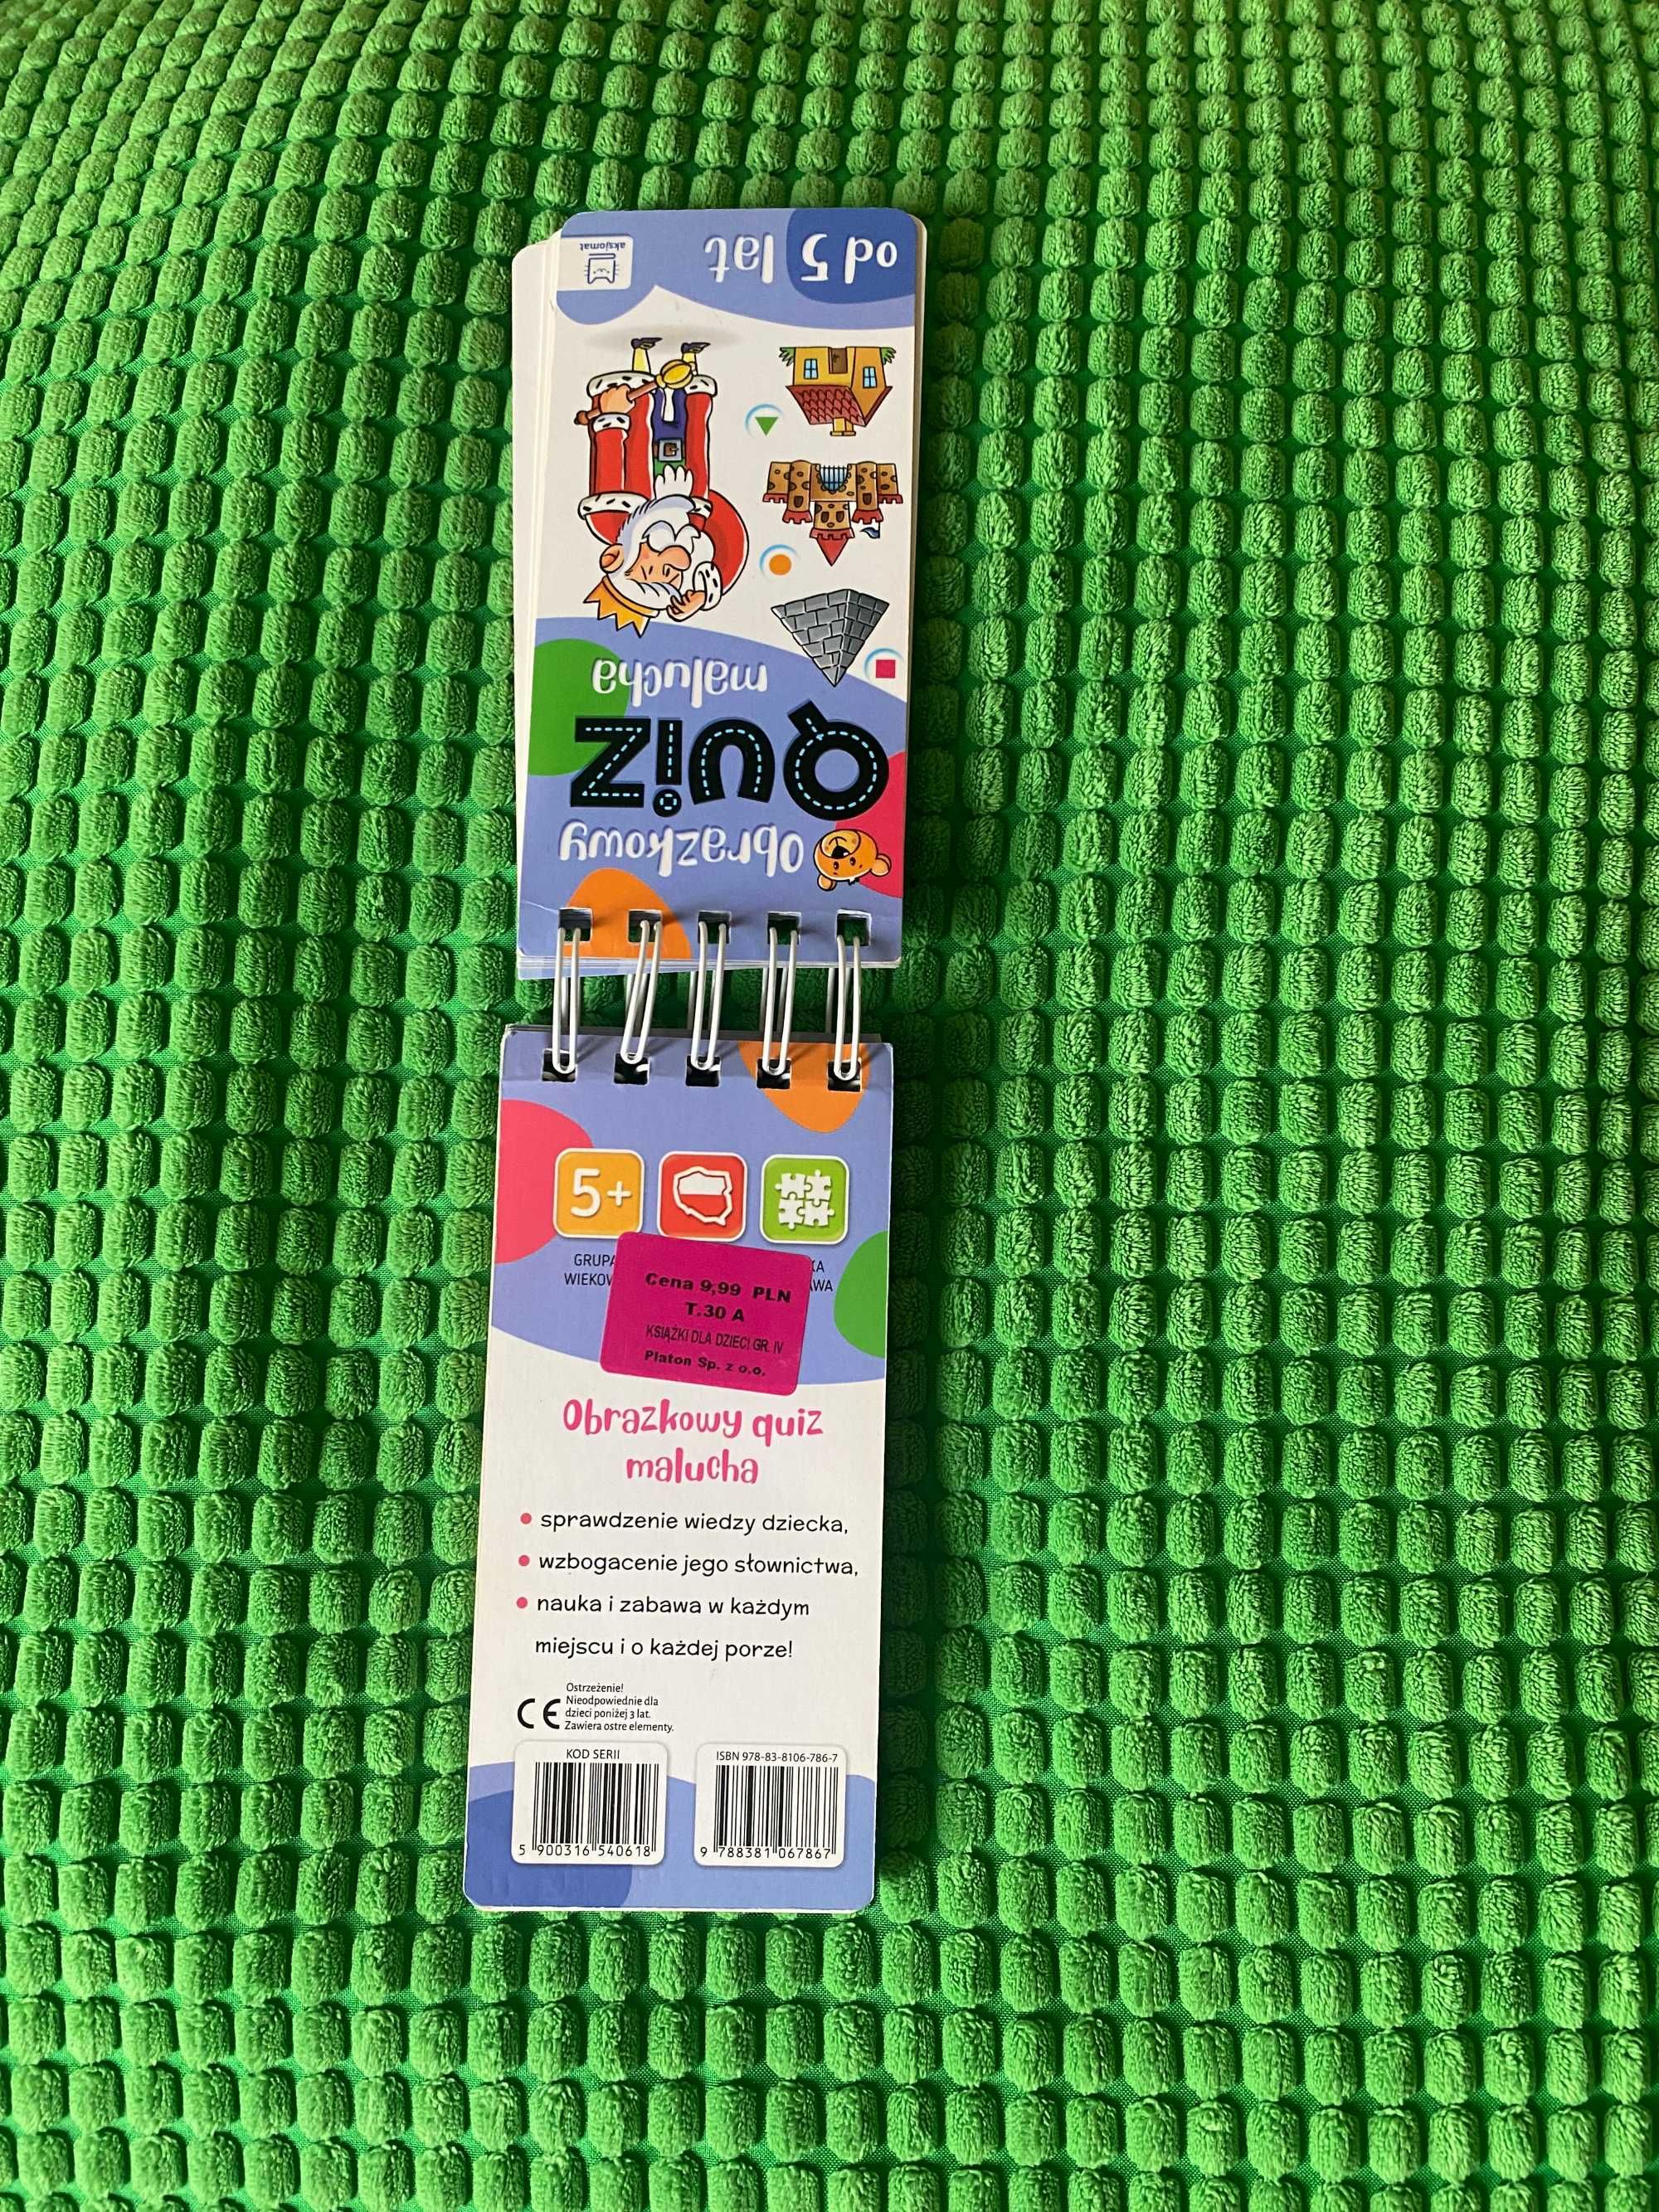 od 5 lat
aksjomat
malucha
Quiz
Obrazkowy
5+
GRUPA
WIEKOW
KA
AWA
Cena 9,99 PLN
T.30 A
KSIĄŻKI DLA DZIECI GR. IV
Platon Sp. z o.o.
Obrazkowy quiz
malucha
sprawdzenie wiedzy dziecka,
wzbogacenie jego słownictwa,
nauka i zabawa w każdym
miejscu i o każdej porze!
CE
Ostrzeżenie!
Nieodpowiednie dla
dzieci poniżej 3 lat.
Zawiera ostre elementy.
KOD SERII
5 900316 540618
ISBN 978-83-8106-786-7
9 788381 067867